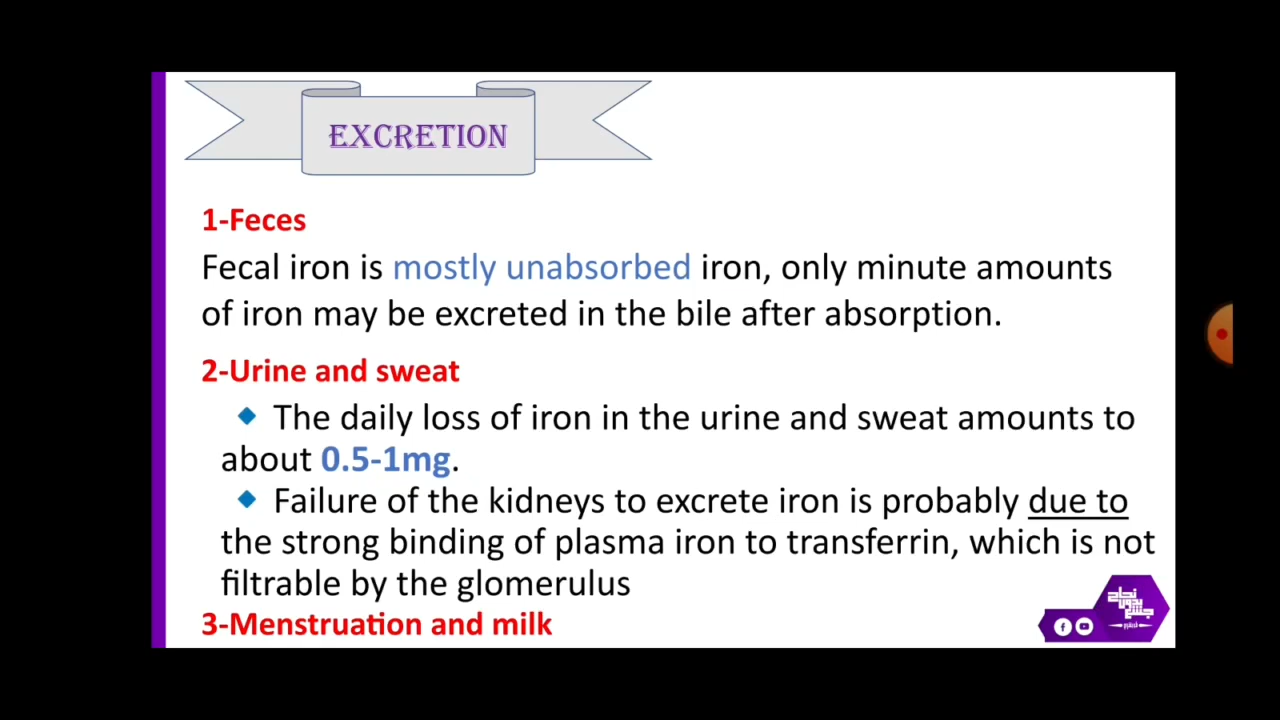 EXCRETION
1-Feces
Fecal iron is mostly unabsorbed iron, only minute amounts
of iron may be excreted in the bile after absorption.
2-Urine and sweat
The daily loss of iron in the urine and sweat amounts to
about 0.5-1mg.
Failure of the kidneys to excrete iron is probably due to
the strong binding of plasma iron to transferrin, which is not
filtrable by the glomerulus
3-Menstruation and milk